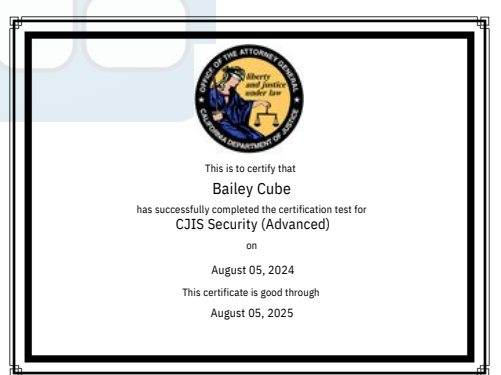 OFFICE OF THE ATTORNEY GENERAL
liberty
and justice
under law
CALIFORNIA DEPARTMENT OF JUSTICE
This is to certify that
Bailey Cube
has successfully completed the certification test for
CJIS Security (Advanced)
on
August 05, 2024
This certificate is good through
August 05, 2025